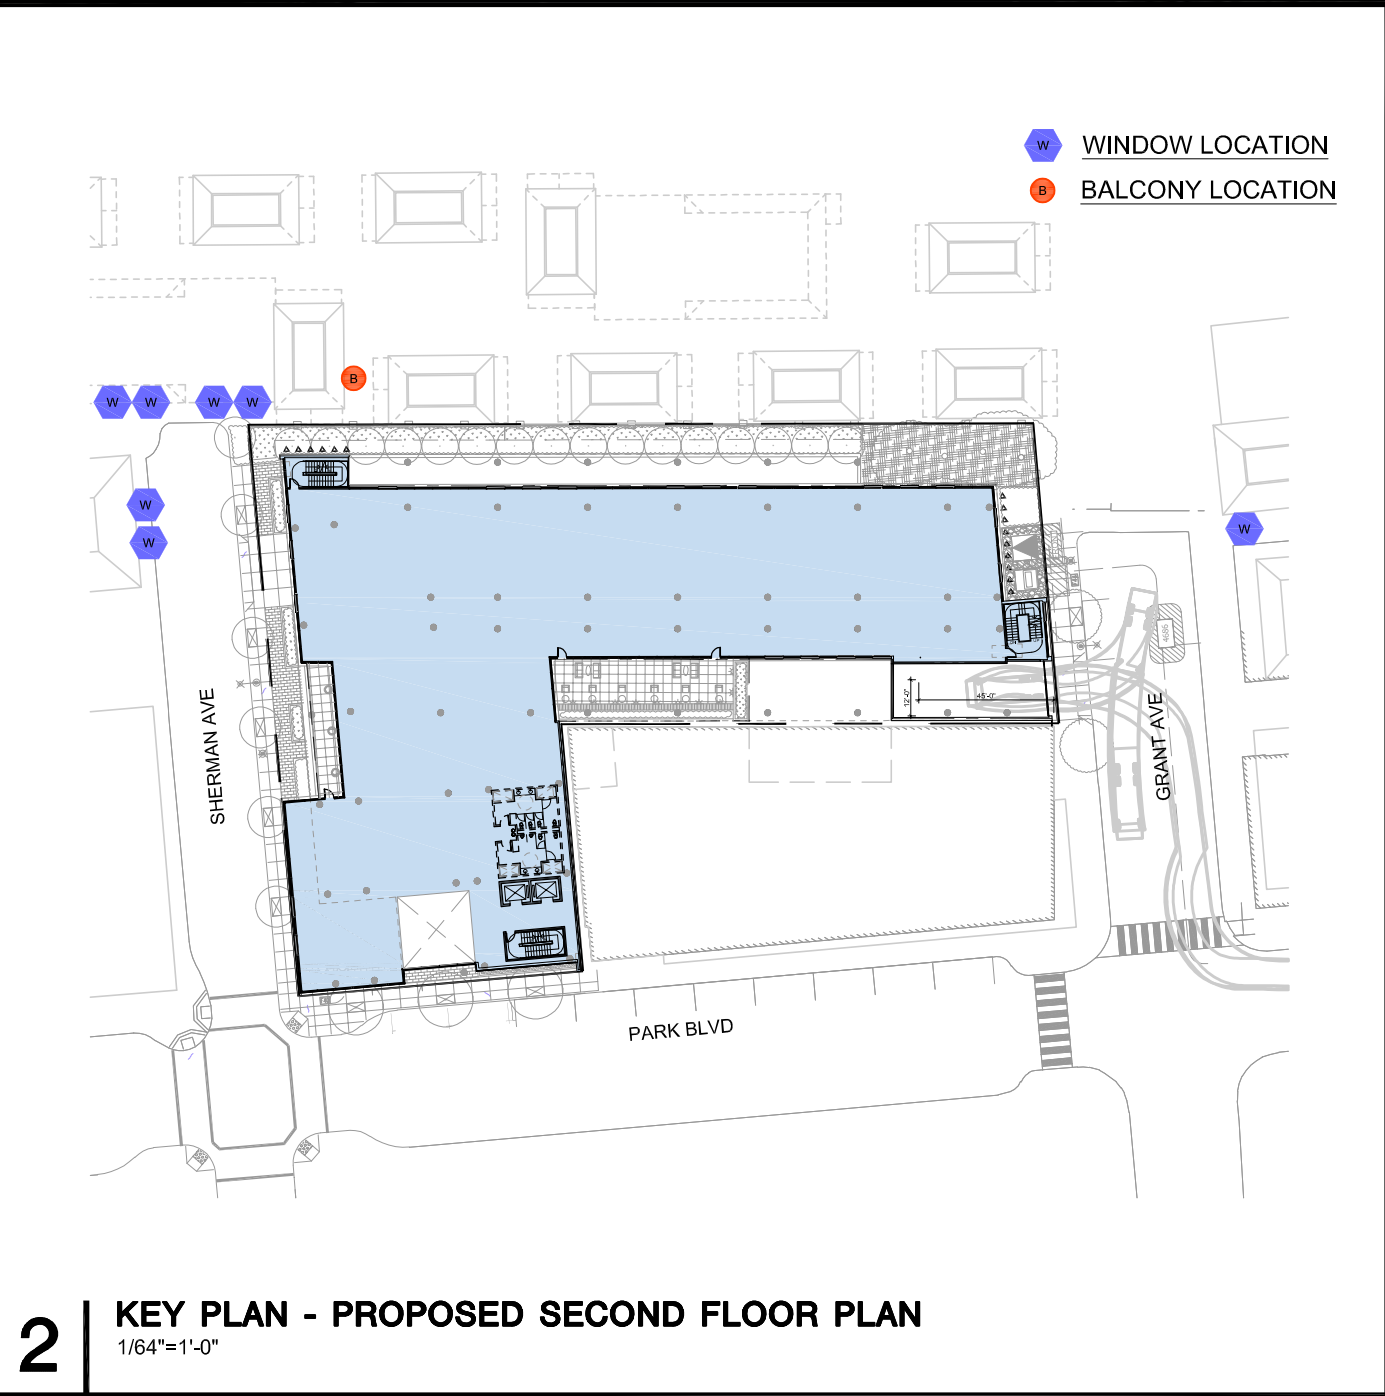 W WINDOW LOCATION
B BALCONY LOCATION
B
W W W W
W
W
W
4686
12'-0"
45'-0"
SHERMAN AVE
GRANT AVE
PARK BLVD
2
KEY PLAN - PROPOSED SECOND FLOOR PLAN
1/64"=1'-0"